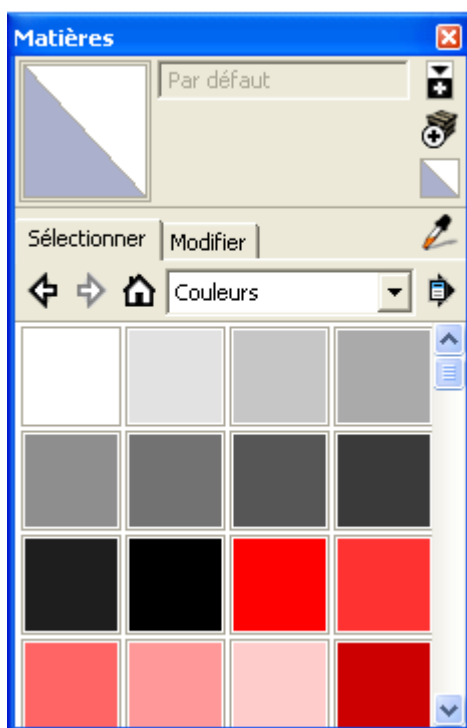 Matières
Par défaut
Sélectionner
Modifier
Couleurs